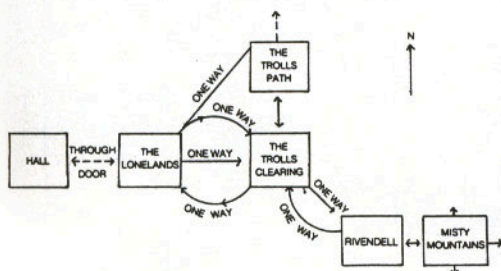 THE
TROLLS
PATH
N
ONE WAY
ONE WAY
HALL
THROUGH
DOOR
THE
LONELANDS
ONE WAY
THE
TROLLS
CLEARING
ONE WAY
ONE WAY
ONE WAY
RIVENDELL
MISTY
MOUNTAINS